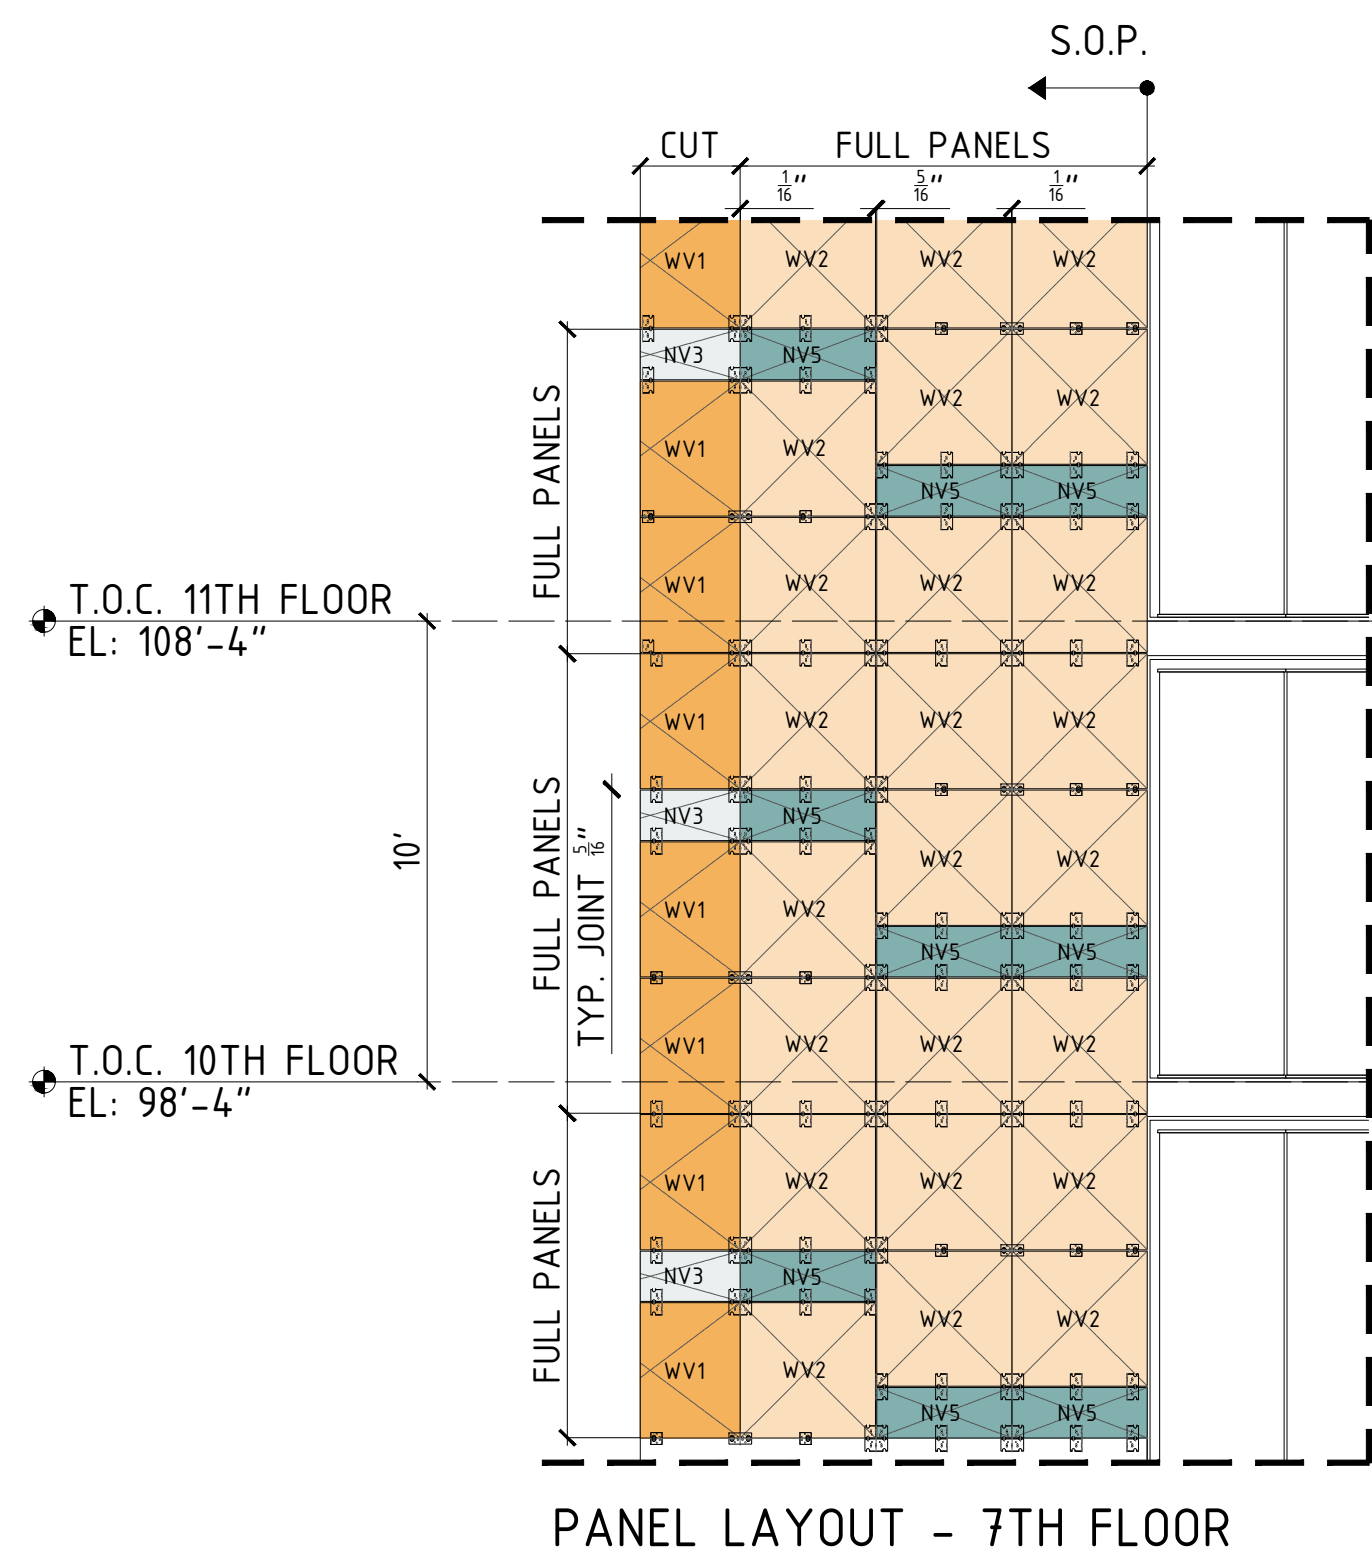 S.O.P.
CUT FULL PANELS
1/16" 5/16" 1/16"
WV1 WV2 WV2 WV2
NV3 NV5
WV2 WV2
WV1 WV2
NV5 NV5
FULL PANELS
WV1 WV2 WV2 WV2
T.O.C. 11TH FLOOR
EL: 108'-4"
WV1 WV2 WV2 WV2
NV3 NV5
10'
FULL PANELS
TYP. JOINT 5/16"
WV2 WV2
WV1 WV2
NV5 NV5
WV1 WV2 WV2 WV2
T.O.C. 10TH FLOOR
EL: 98'-4"
WV1 WV2 WV2 WV2
FULL PANELS
NV3 NV5
WV2 WV2
WV1 WV2
NV5 NV5
PANEL LAYOUT - 7TH FLOOR